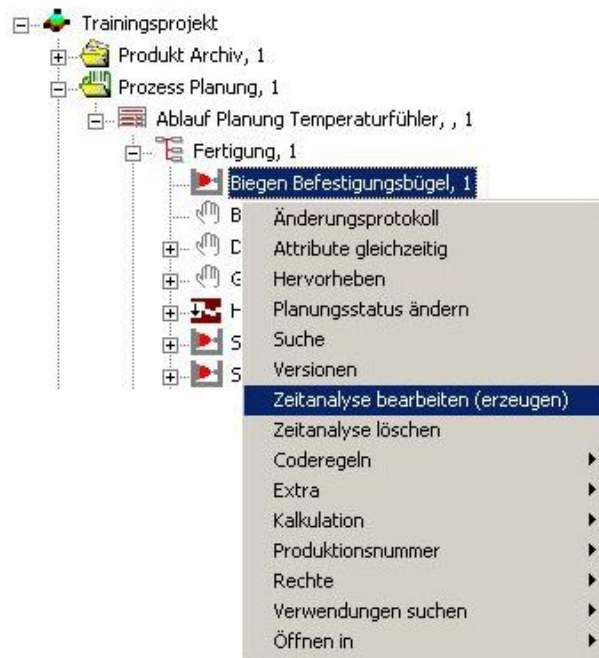 Trainingsprojekt
Produkt Archiv, 1
Prozess Planung, 1
Ablauf Planung Temperaturfühler, , 1
Fertigung, 1
Biegen Befestigungsbügel, 1
B
D
G
H
S
S
Änderungsprotokoll
Attribute gleichzeitig
Hervorheben
Planungsstatus ändern
Suche
Versionen
Zeitanalyse bearbeiten (erzeugen)
Zeitanalyse löschen
Coderegeln
Extra
Kalkulation
Produktionsnummer
Rechte
Verwendungen suchen
Öffnen in